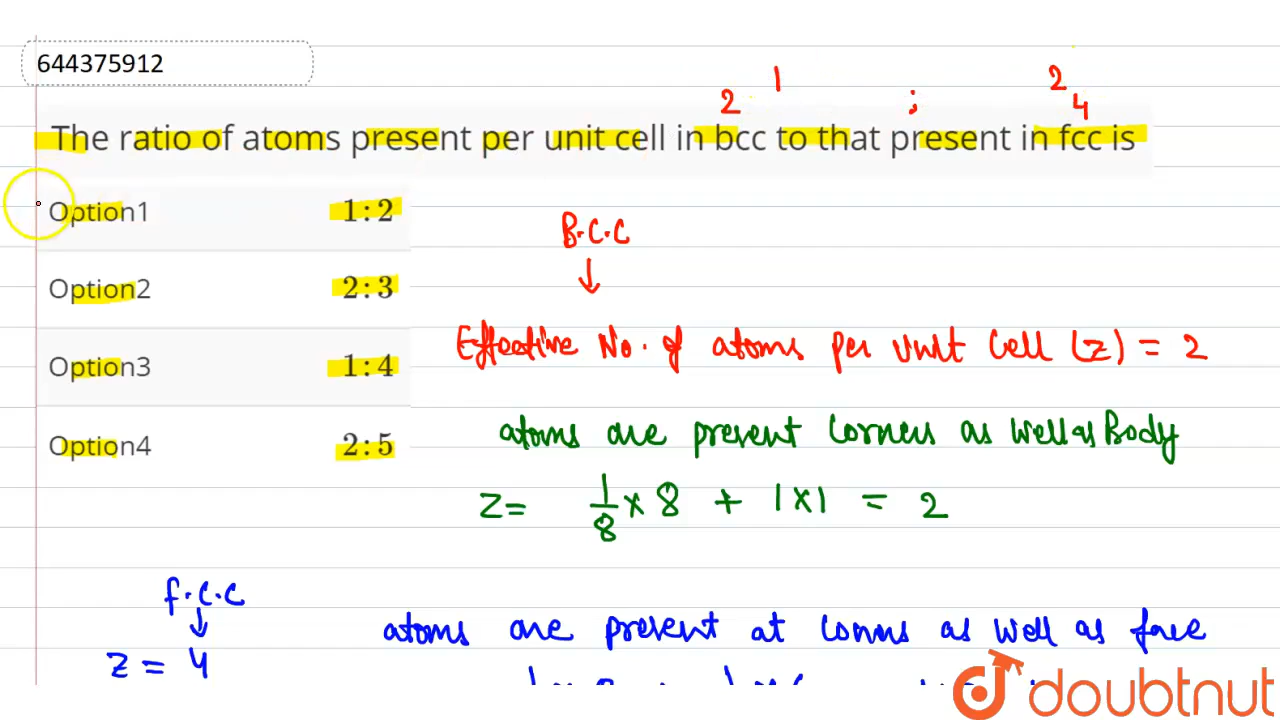 644375912
2 1 ; 2 4
The ratio of atoms present per unit cell in bcc to that present in fcc is
Option1 1 : 2
Option2 2 : 3
Option3 1 : 4
Option4 2 : 5
B.C.C
↓
Effective No. of atoms per Unit Cell (z) = 2
atoms are present Corners as well as Body
Z = 1/8 × 8 + 1×1 = 2
f.C.C
↓
Z = 4
atoms are present at as well as face
doubtnut